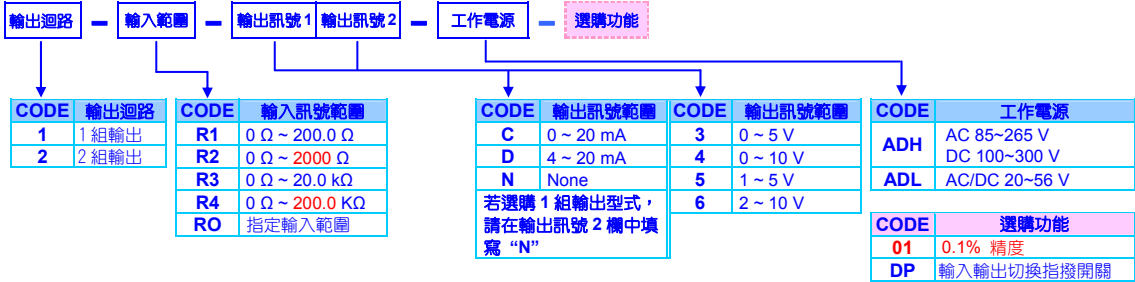 輸出迴路 － 輸入範圍 － 輸出訊號 1 輸出訊號 2 － 工作電源 － 選購功能
CODE 輸出迴路
1 1 組輸出
2 2 組輸出
CODE 輸入訊號範圍
R1 0 Ω ~ 200.0 Ω
R2 0 Ω ~ 2000 Ω
R3 0 Ω ~ 20.0 kΩ
R4 0 Ω ~ 200.0 KΩ
RO 指定輸入範圍
CODE 輸出訊號範圍
C 0 ~ 20 mA
D 4 ~ 20 mA
N None
若選購 1 組輸出型式，
請在輸出訊號 2 欄中填
寫 “N”
CODE 輸出訊號範圍
3 0 ~ 5 V
4 0 ~ 10 V
5 1 ~ 5 V
6 2 ~ 10 V
CODE 工作電源
ADH AC 85~265 V
DC 100~300 V
ADL AC/DC 20~56 V
CODE 選購功能
01 0.1% 精度
DP 輸入輸出切換指撥開關